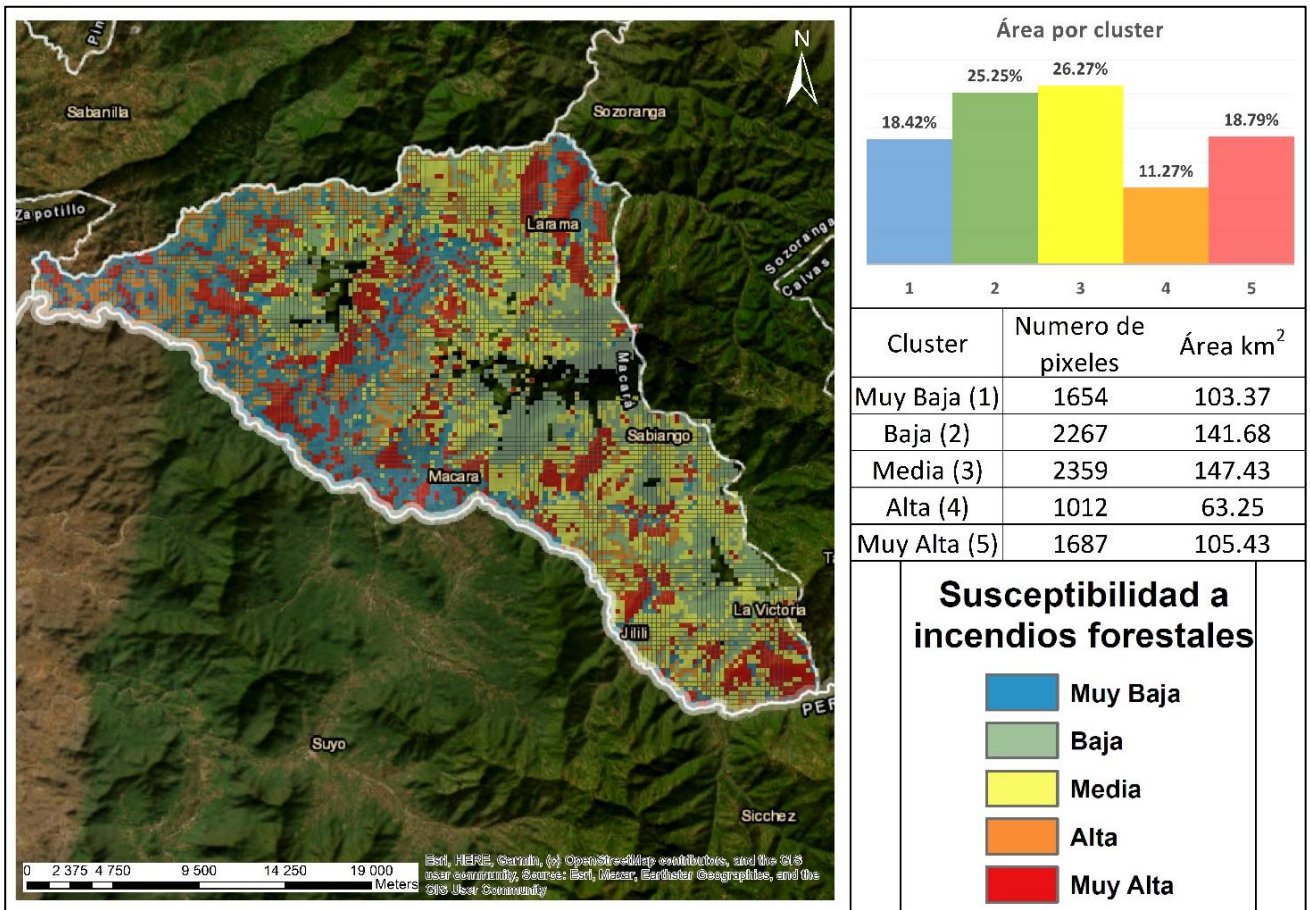 Pin
N
Sabanilla
Sozoranga
Zapotillo
Larama
Sozoranga
Calvas
Macará
Sabiango
Macara
La Victoria
Jilili
PER
Suyo
Sicchez
0 2 375 4 750 9 500 14 250 19 000
Meters
Esri, HERE, Garmin, (c) OpenStreetMap contributors, and the GIS
user community, Source: Esri, Maxar, Earthstar Geographics, and the
GIS User Community
Área por cluster
18.42% 25.25% 26.27% 11.27% 18.79%
1 2 3 4 5
Cluster Numero de pixeles Área km²
Muy Baja (1) 1654 103.37
Baja (2) 2267 141.68
Media (3) 2359 147.43
Alta (4) 1012 63.25
Muy Alta (5) 1687 105.43
Susceptibilidad a
incendios forestales
Muy Baja
Baja
Media
Alta
Muy Alta